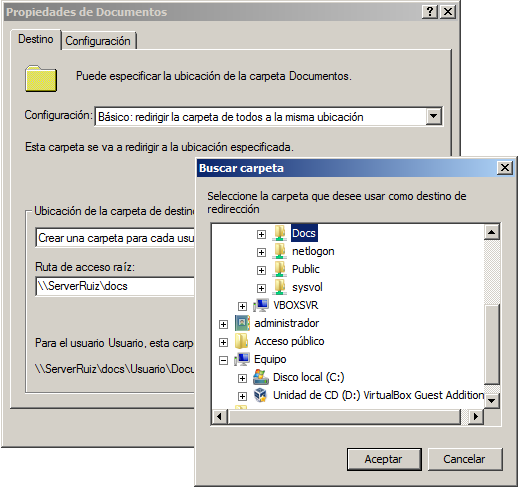 Propiedades de Documentos
Destino
Configuración
Puede especificar la ubicación de la carpeta Documentos.
Configuración:
Básico: redirigir la carpeta de todos a la misma ubicación
Esta carpeta se va a redirigir a la ubicación especificada.
Ubicación de la carpeta de destino
Crear una carpeta para cada usu
Ruta de acceso raíz:
\\ServerRuiz\docs
Para el usuario Usuario, esta carp
\\ServerRuiz\docs\Usuario\Docu
Buscar carpeta
Seleccione la carpeta que desee usar como destino de
redirección
Docs
netlogon
Public
sysvol
VBOXSVR
administrador
Acceso público
Equipo
Disco local (C:)
Unidad de CD (D:) VirtualBox Guest Addition
Aceptar
Cancelar